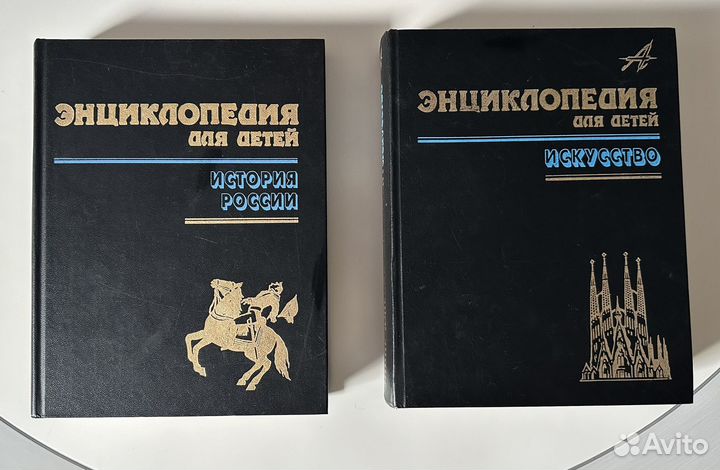 ЭНЦИКЛОПЕДИЯ
ДЛЯ ДЕТЕЙ
ИСТОРИЯ
РОССИИ
ЭНЦИКЛОПЕДИЯ
ДЛЯ ДЕТЕЙ
ИСКУССТВО
Avito